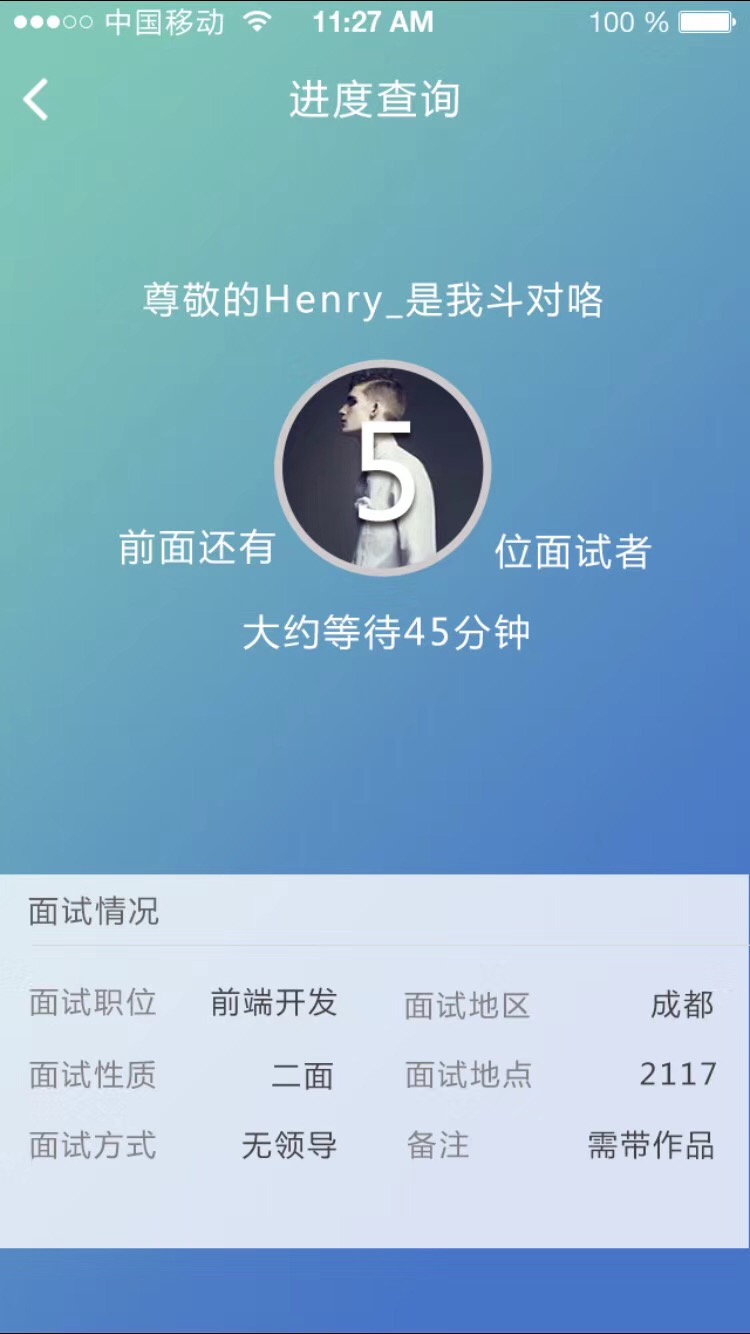 中国移动 11:27 AM 100 %
进度查询
尊敬的Henry_是我斗对咯
5
前面还有 位面试者
大约等待45分钟
面试情况
面试职位 前端开发 面试地区 成都
面试性质 二面 面试地点 2117
面试方式 无领导 备注 需带作品